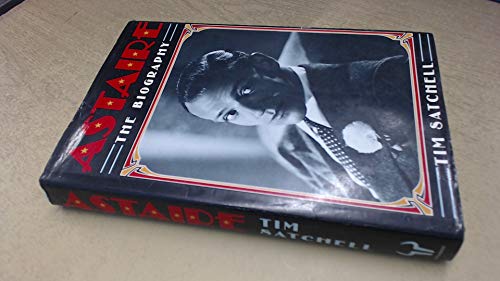 ASTAIRE
THE BIOGRAPHY
TIM SATCHELL
ASTAIRE
TIM
SATCHELL